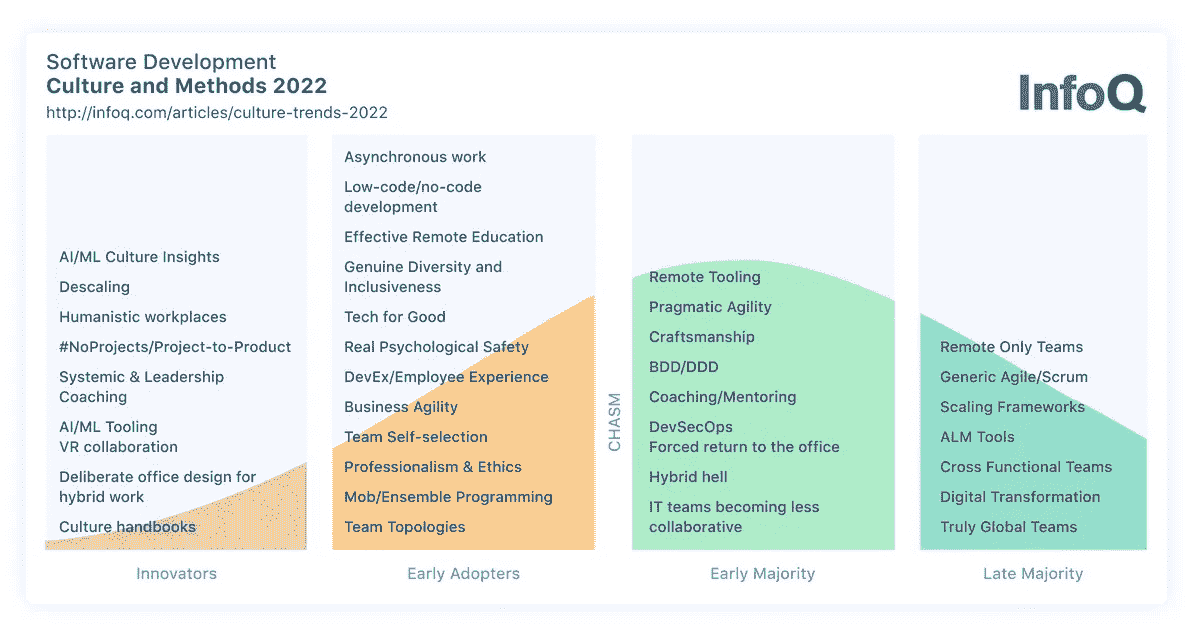 Software Development
Culture and Methods 2022
http://infoq.com/articles/culture-trends-2022
InfoQ
AI/ML Culture Insights
Descaling
Humanistic workplaces
#NoProjects/Project-to-Product
Systemic & Leadership
Coaching
AI/ML Tooling
VR collaboration
Deliberate office design for
hybrid work
Culture handbooks
Innovators
Asynchronous work
Low-code/no-code
development
Effective Remote Education
Genuine Diversity and
Inclusiveness
Tech for Good
Real Psychological Safety
DevEx/Employee Experience
Business Agility
Team Self-selection
Professionalism & Ethics
Mob/Ensemble Programming
Team Topologies
Early Adopters
CHASM
Remote Tooling
Pragmatic Agility
Craftsmanship
BDD/DDD
Coaching/Mentoring
DevSecOps
Forced return to the office
Hybrid hell
IT teams becoming less
collaborative
Early Majority
Remote Only Teams
Generic Agile/Scrum
Scaling Frameworks
ALM Tools
Cross Functional Teams
Digital Transformation
Truly Global Teams
Late Majority